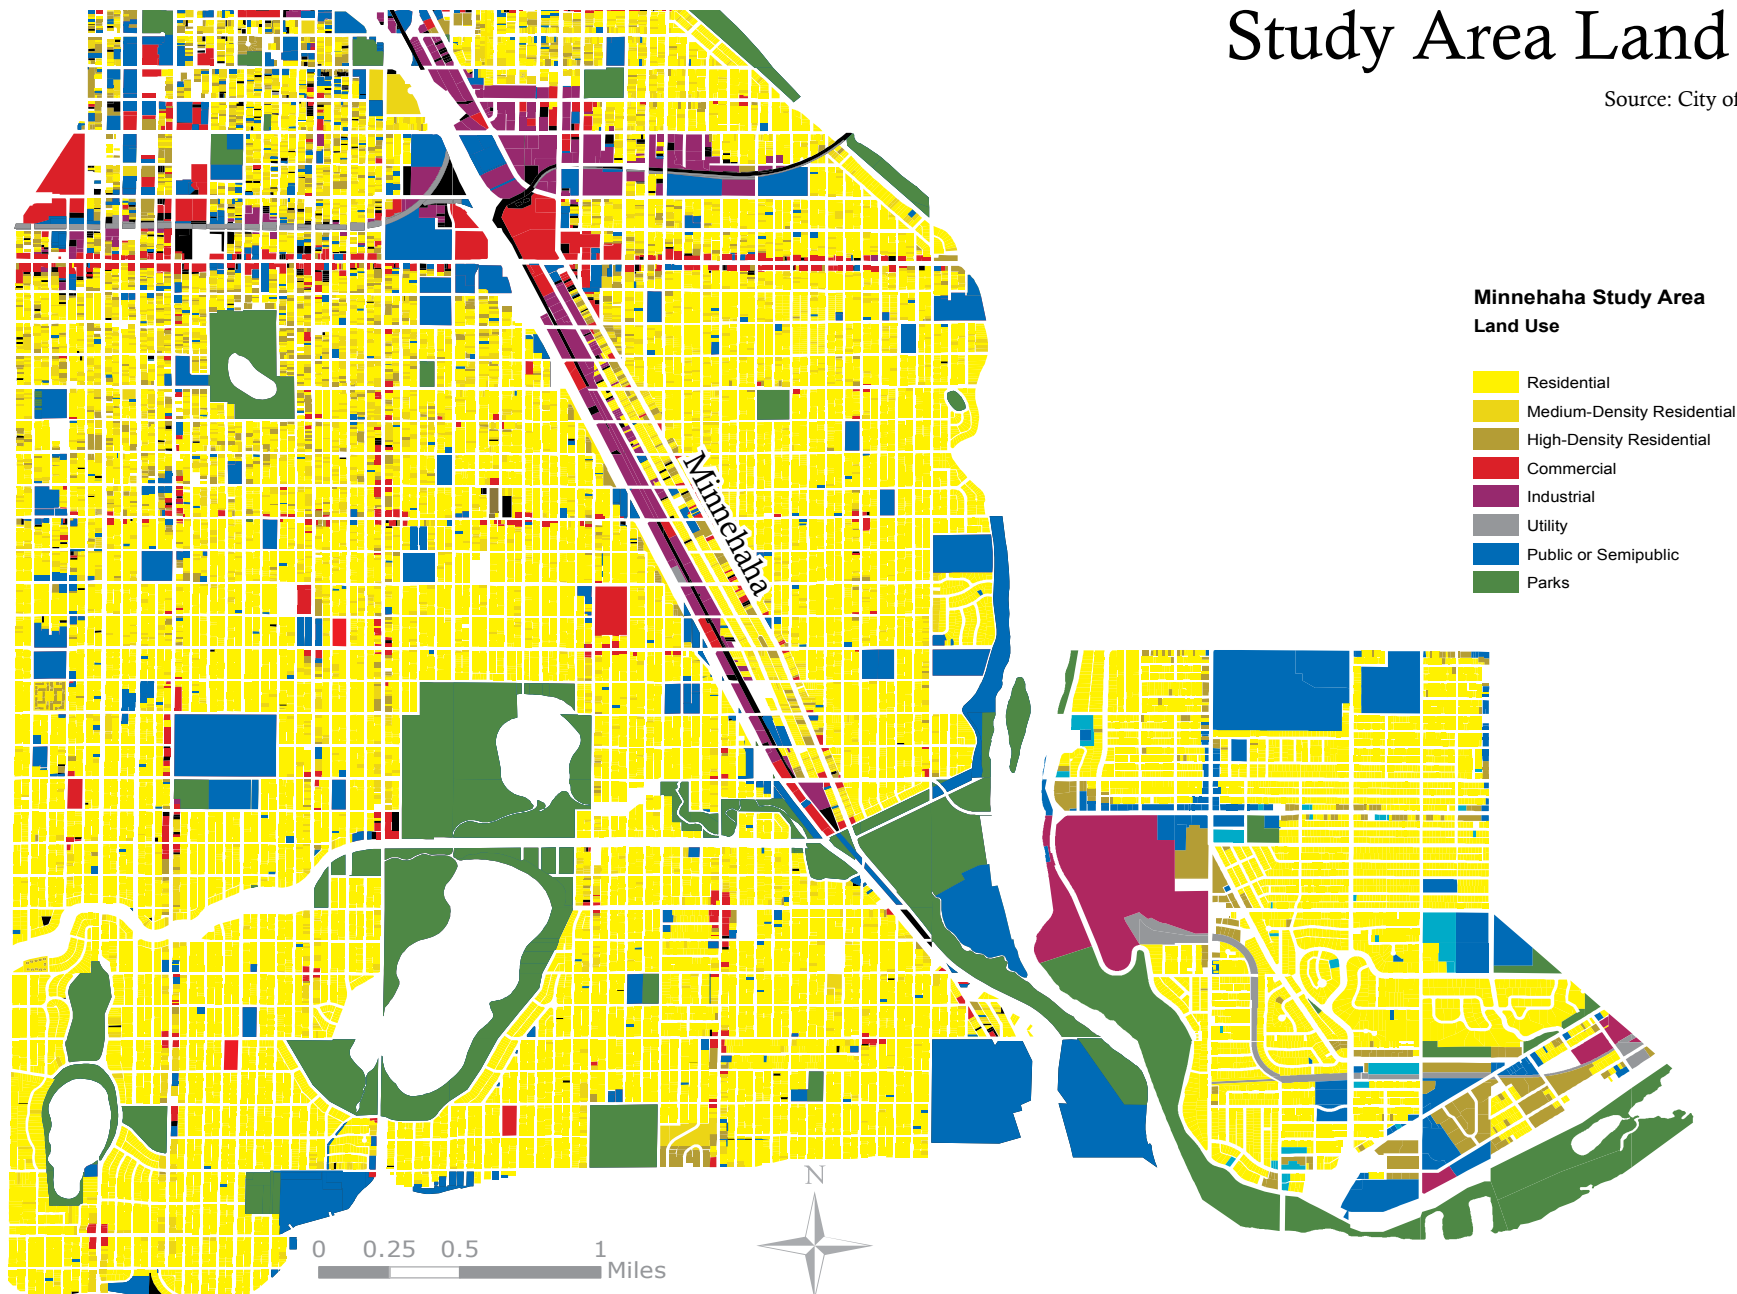 Study Area Land
Source: City of
Minnehaha Study Area
Land Use
Residential
Medium-Density Residential
High-Density Residential
Commercial
Industrial
Utility
Public or Semipublic
Parks
Minnehaha
N
0 0.25 0.5 1
Miles